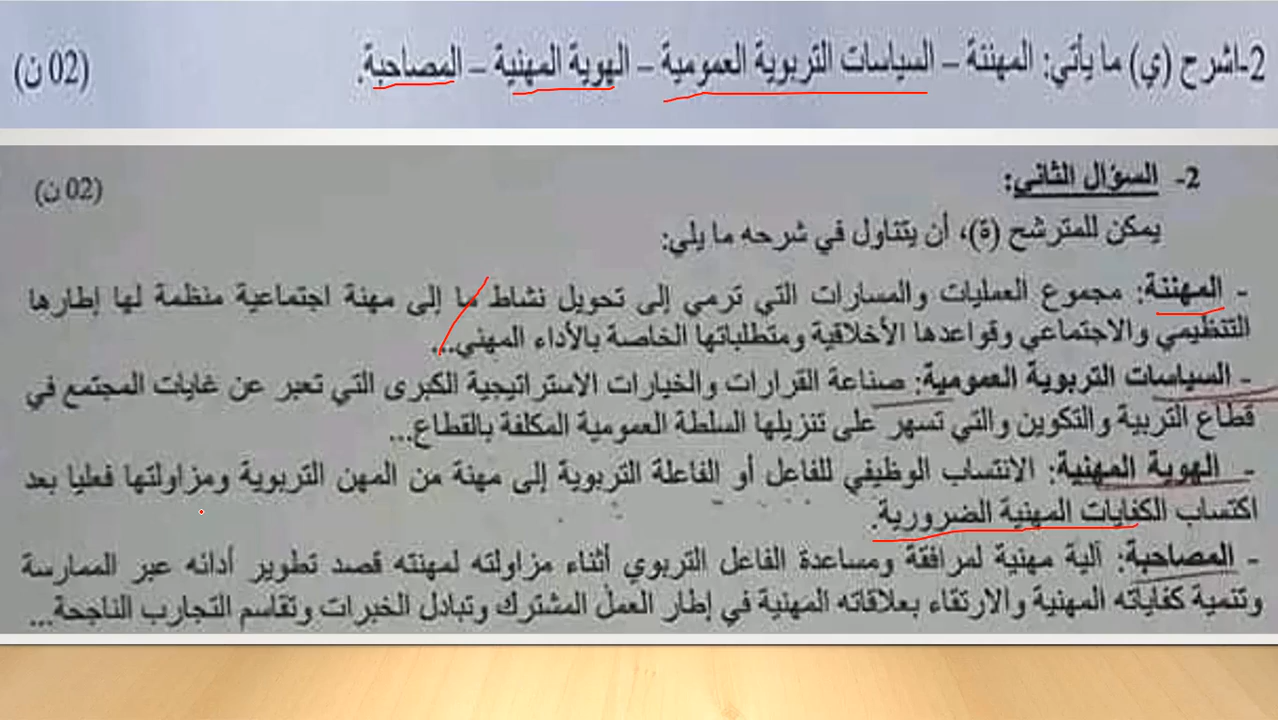 2-اشرح (ي) ما يأتي: المهننة – السياسات التربوية العمومية – الهوية المهنية – المصاحبة. (02 ن)
2- السؤال الثاني: (02 ن)
يمكن للمترشح (ة)، أن يتناول في شرحه ما يلي:
- المهننة: مجموع العمليات والمسارات التي ترمي إلى تحويل نشاط ما إلى مهنة اجتماعية منظمة لها إطارها
التنظيمي والاجتماعي وقواعدها الأخلاقية ومتطلباتها الخاصة بالأداء المهني...
- السياسات التربوية العمومية: صناعة القرارات والخيارات الاستراتيجية الكبرى التي تعبر عن غايات المجتمع في
قطاع التربية والتكوين والتي تسهر على تنزيلها السلطة العمومية المكلفة بالقطاع...
- الهوية المهنية: الانتساب الوظيفي للفاعل أو الفاعلة التربوية إلى مهنة من المهن التربوية ومزاولتها فعليا بعد
اكتساب الكفايات المهنية الضرورية.
- المصاحبة: آلية مهنية لمرافقة ومساعدة الفاعل التربوي أثناء مزاولته لمهنته قصد تطوير أدائه عبر الممارسة
وتنمية كفاياته المهنية والارتقاء بعلاقاته المهنية في إطار العمل المشترك وتبادل الخبرات وتقاسم التجارب الناجحة...